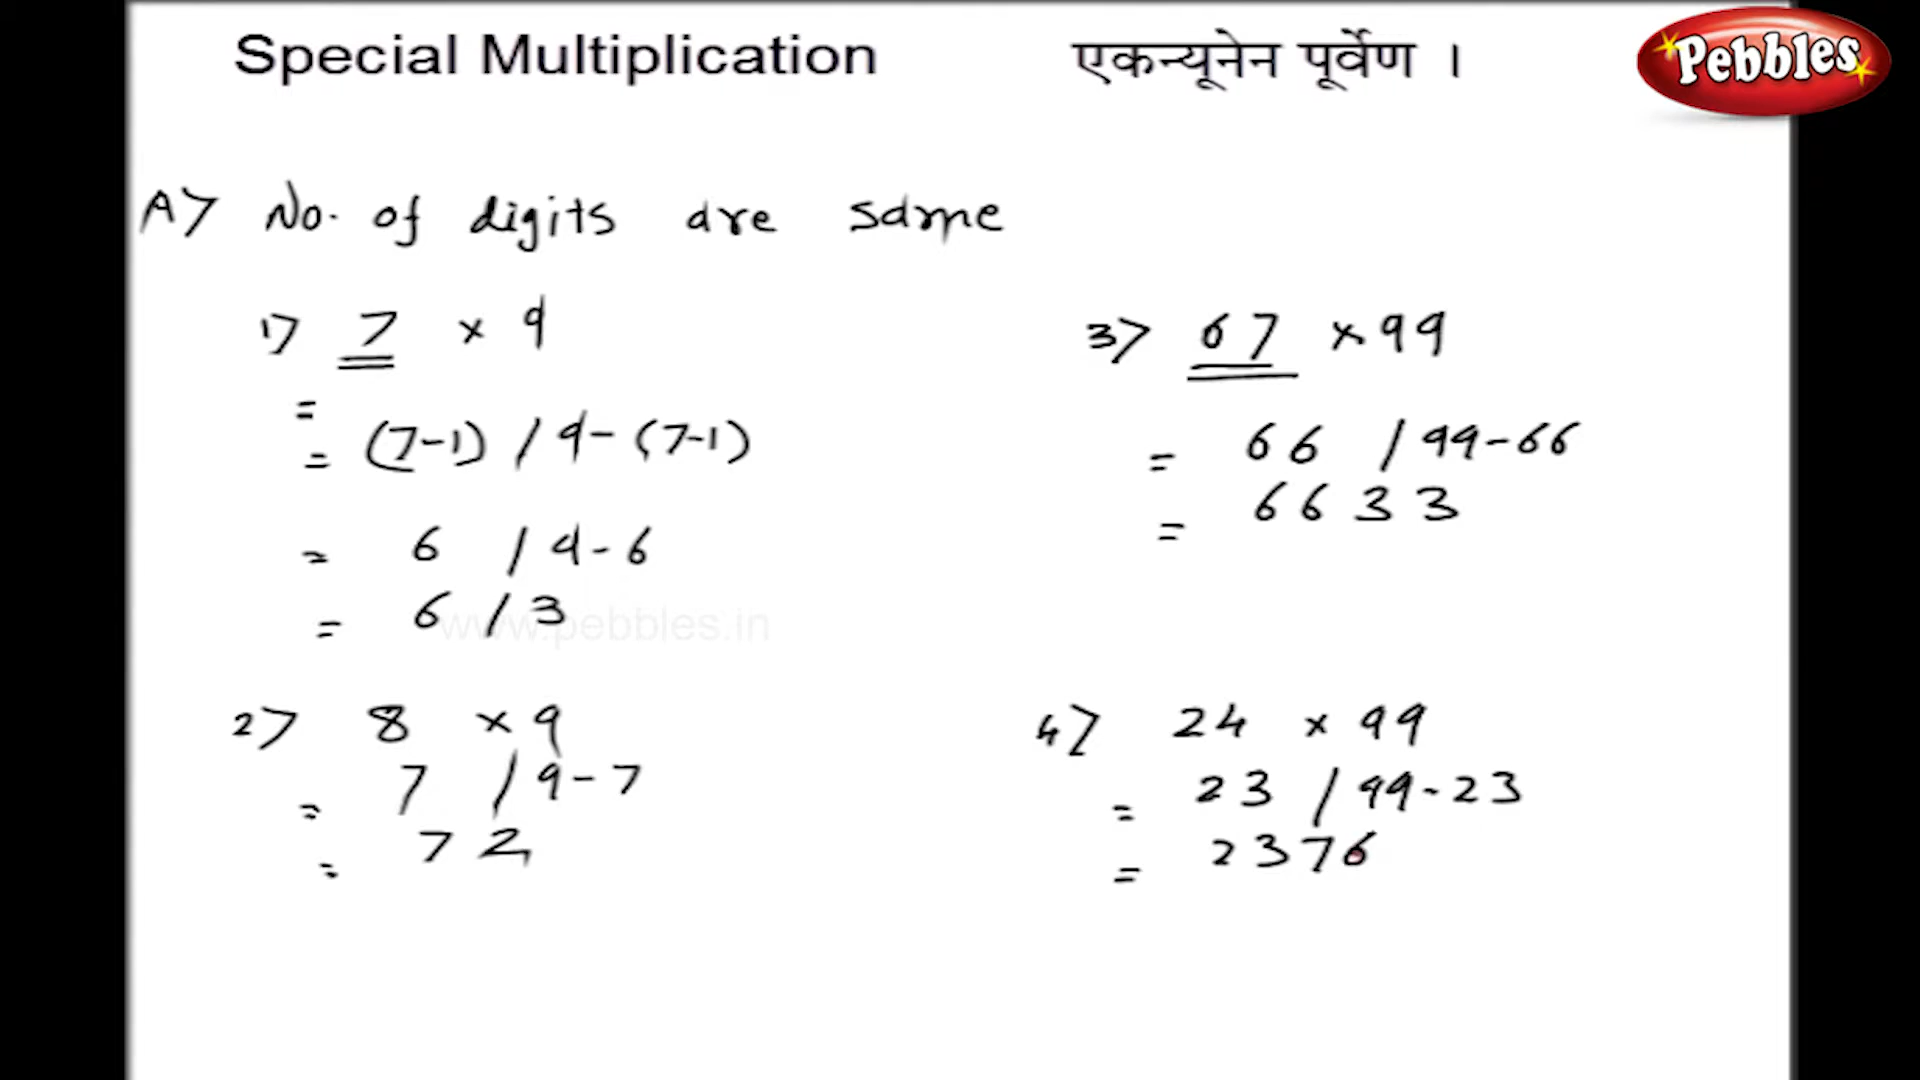 Special Multiplication एकन्यूनेन पूर्वेण ।
Pebbles
A> No. of digits are same
1> 7 × 9
=
= (7-1) / 9 - (7-1)
= 6 / 9 - 6
= 6 / 3
www.pebbles.in
2> 8 × 9
= 7 / 9 - 7
= 7 2
3> 67 × 99
= 66 / 99 - 66
= 6633
4> 24 × 99
= 23 / 99 - 23
= 2376